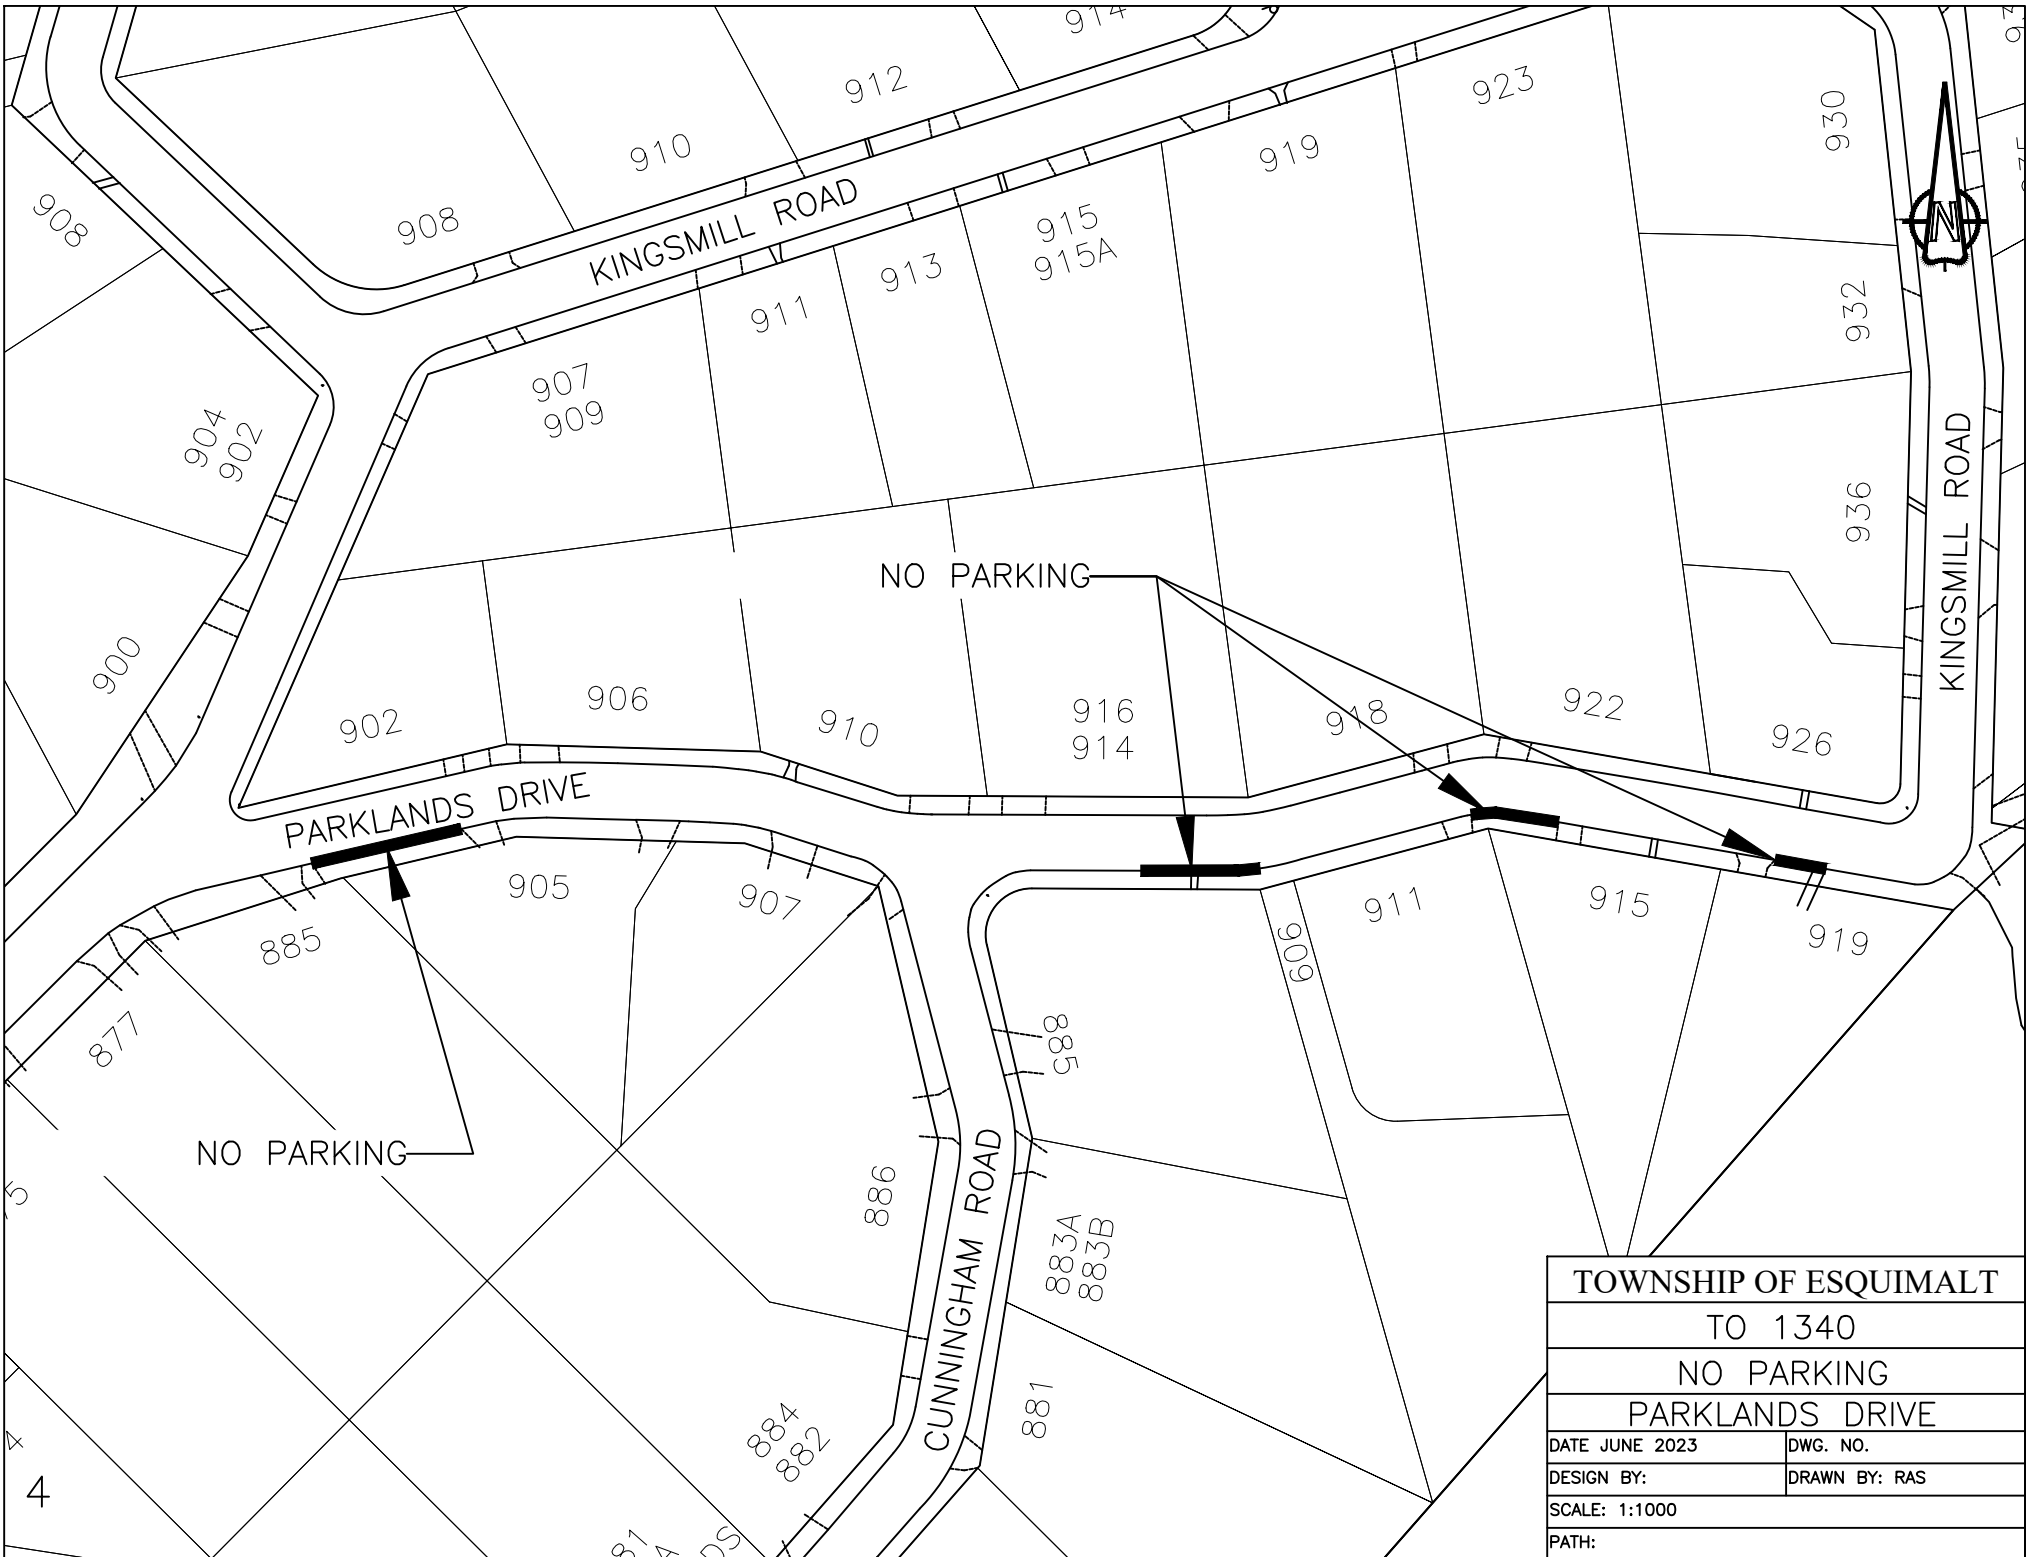 914
912
923
930
910
919
908
908
915
915A
KINGSMILL ROAD
N
913
911
932
907
909
904
902
KINGSMILL ROAD
936
NO PARKING
900
902
906
910
916
914
918
922
926
PARKLANDS DRIVE
885
905
907
909
911
915
919
877
885
NO PARKING
886
883A
883B
CUNNINGHAM ROAD
881
884
882
4
TOWNSHIP OF ESQUIMALT
TO 1340
NO PARKING
PARKLANDS DRIVE
DATE JUNE 2023
DWG. NO.
DESIGN BY:
DRAWN BY: RAS
SCALE: 1:1000
PATH: